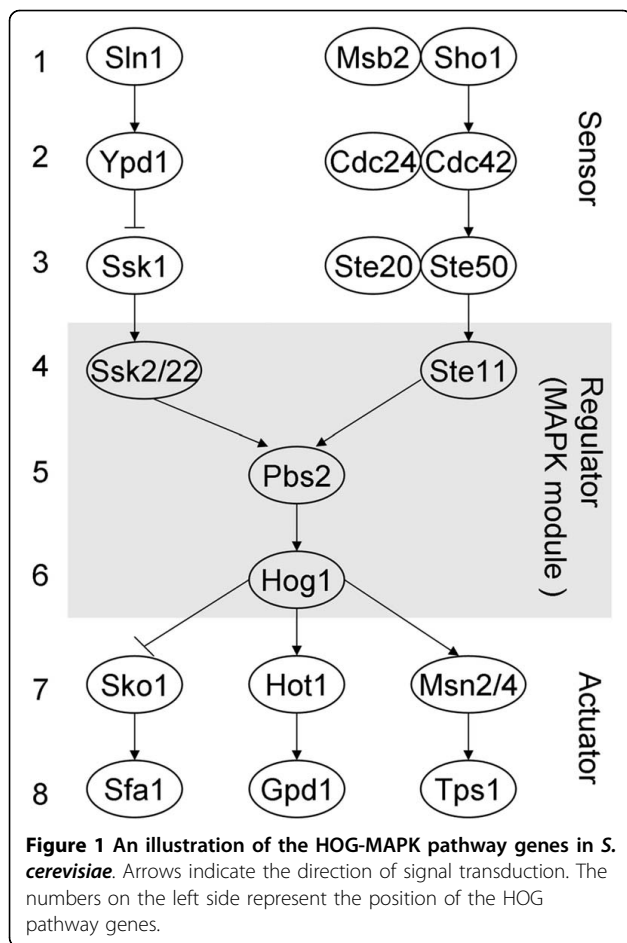 1 Sln1 Msb2 Sho1
2 Ypd1 Cdc24 Cdc42
Sensor
3 Ssk1 Ste20 Ste50
4 Ssk2/22 Ste11
Regulator
(MAPK module )
5 Pbs2
6 Hog1
7 Sko1 Hot1 Msn2/4
Actuator
8 Sfa1 Gpd1 Tps1
Figure 1 An illustration of the HOG-MAPK pathway genes in S.
cerevisiae. Arrows indicate the direction of signal transduction. The
numbers on the left side represent the position of the HOG
pathway genes.